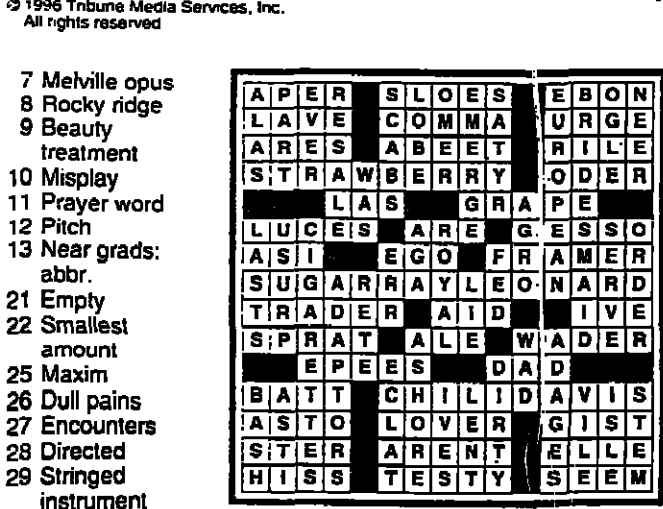 © 1996 Tribune Media Services, Inc.
All rights reserved
7 Melville opus
8 Rocky ridge
9 Beauty
treatment
10 Misplay
11 Prayer word
12 Pitch
13 Near grads:
abbr.
21 Empty
22 Smallest
amount
25 Maxim
26 Dull pains
27 Encounters
28 Directed
29 Stringed
instrument
APER SLOES EBON
LAVE COMMA URGE
ARES ABEET RILE
STRAWBERRY ODER
LAS GRAPE
LUCES ARE GESSO
ASI EGO FRAMER
SUGARRAYLEONARD
TRADER AID IVE
SPRAT ALE WADER
EPEES DAD
BATT CHILIDAVIS
ASTO LOVER GIST
STER ARENT ELLE
HISS TESTY SEEM